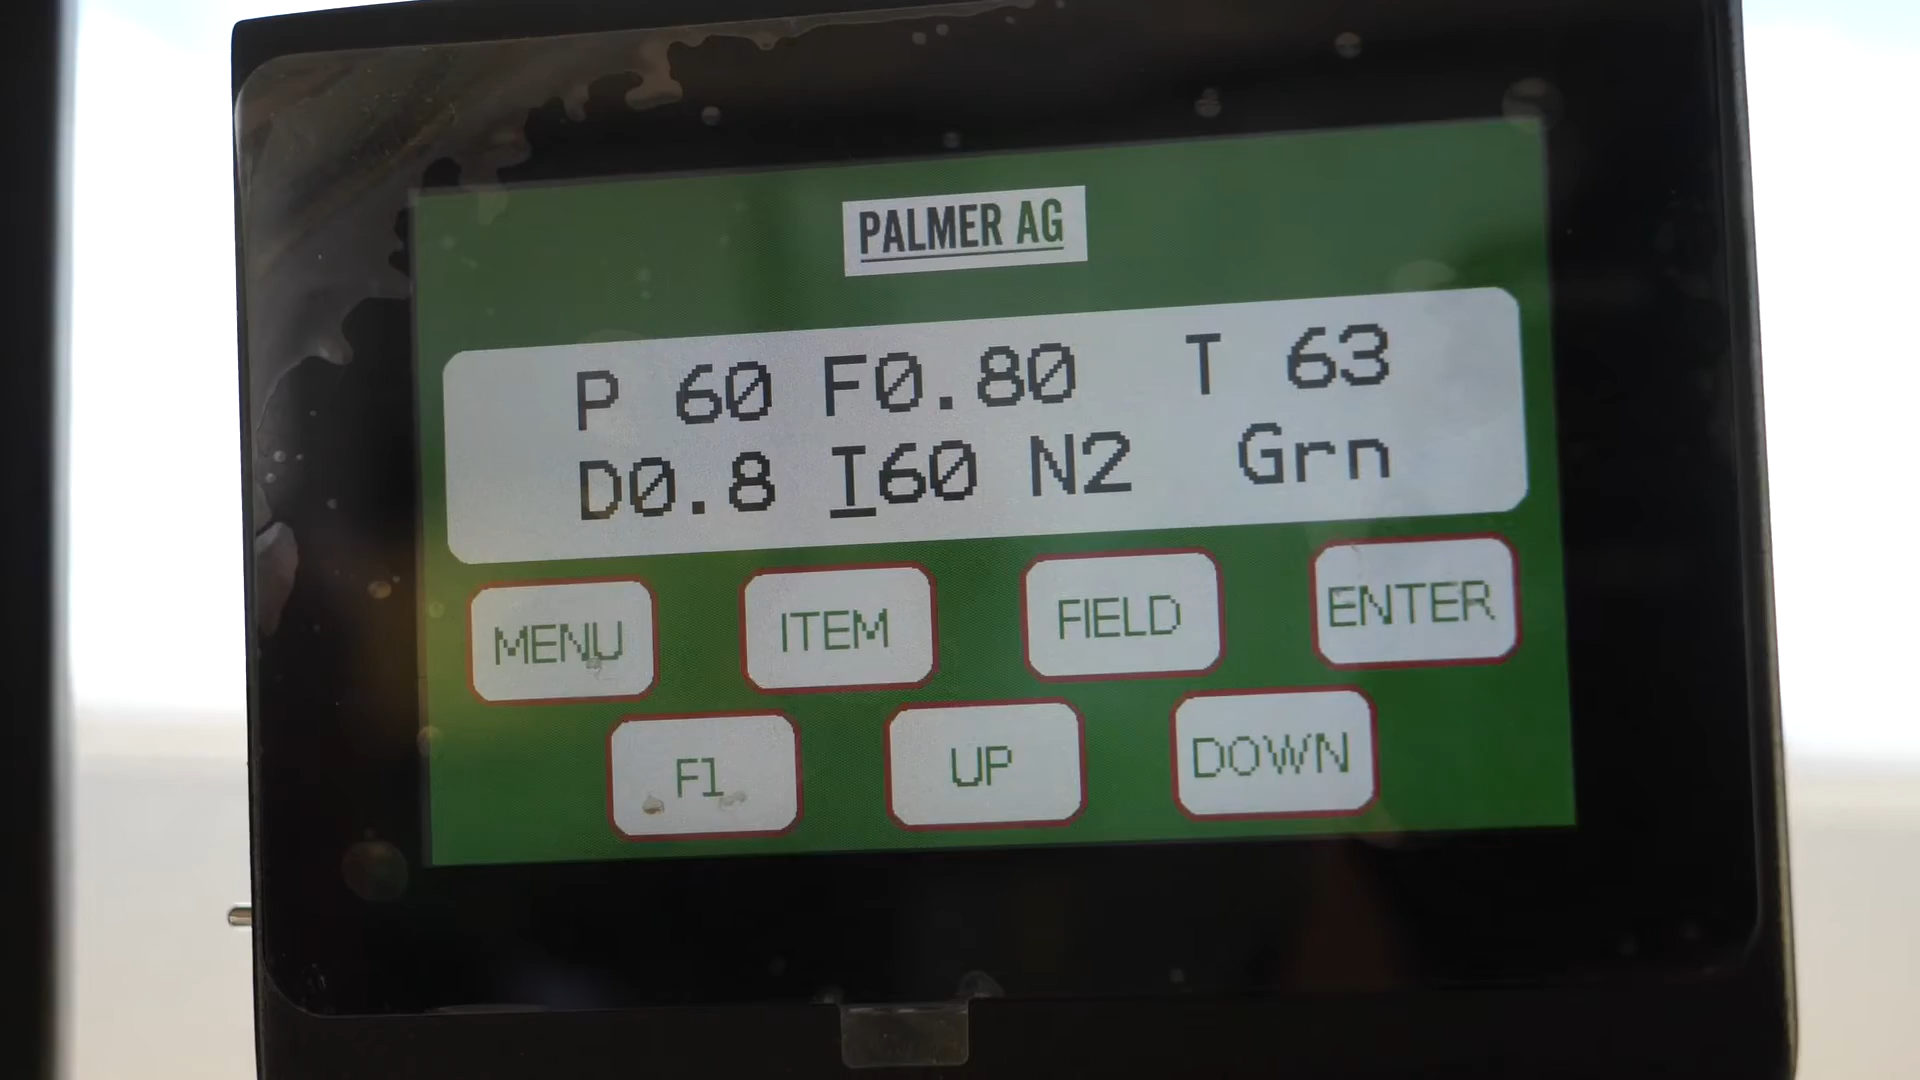 PALMER AG
P 60 F0.80 T 63
D0.8 I60 N2 Grn
MENU ITEM FIELD ENTER
F1 UP DOWN